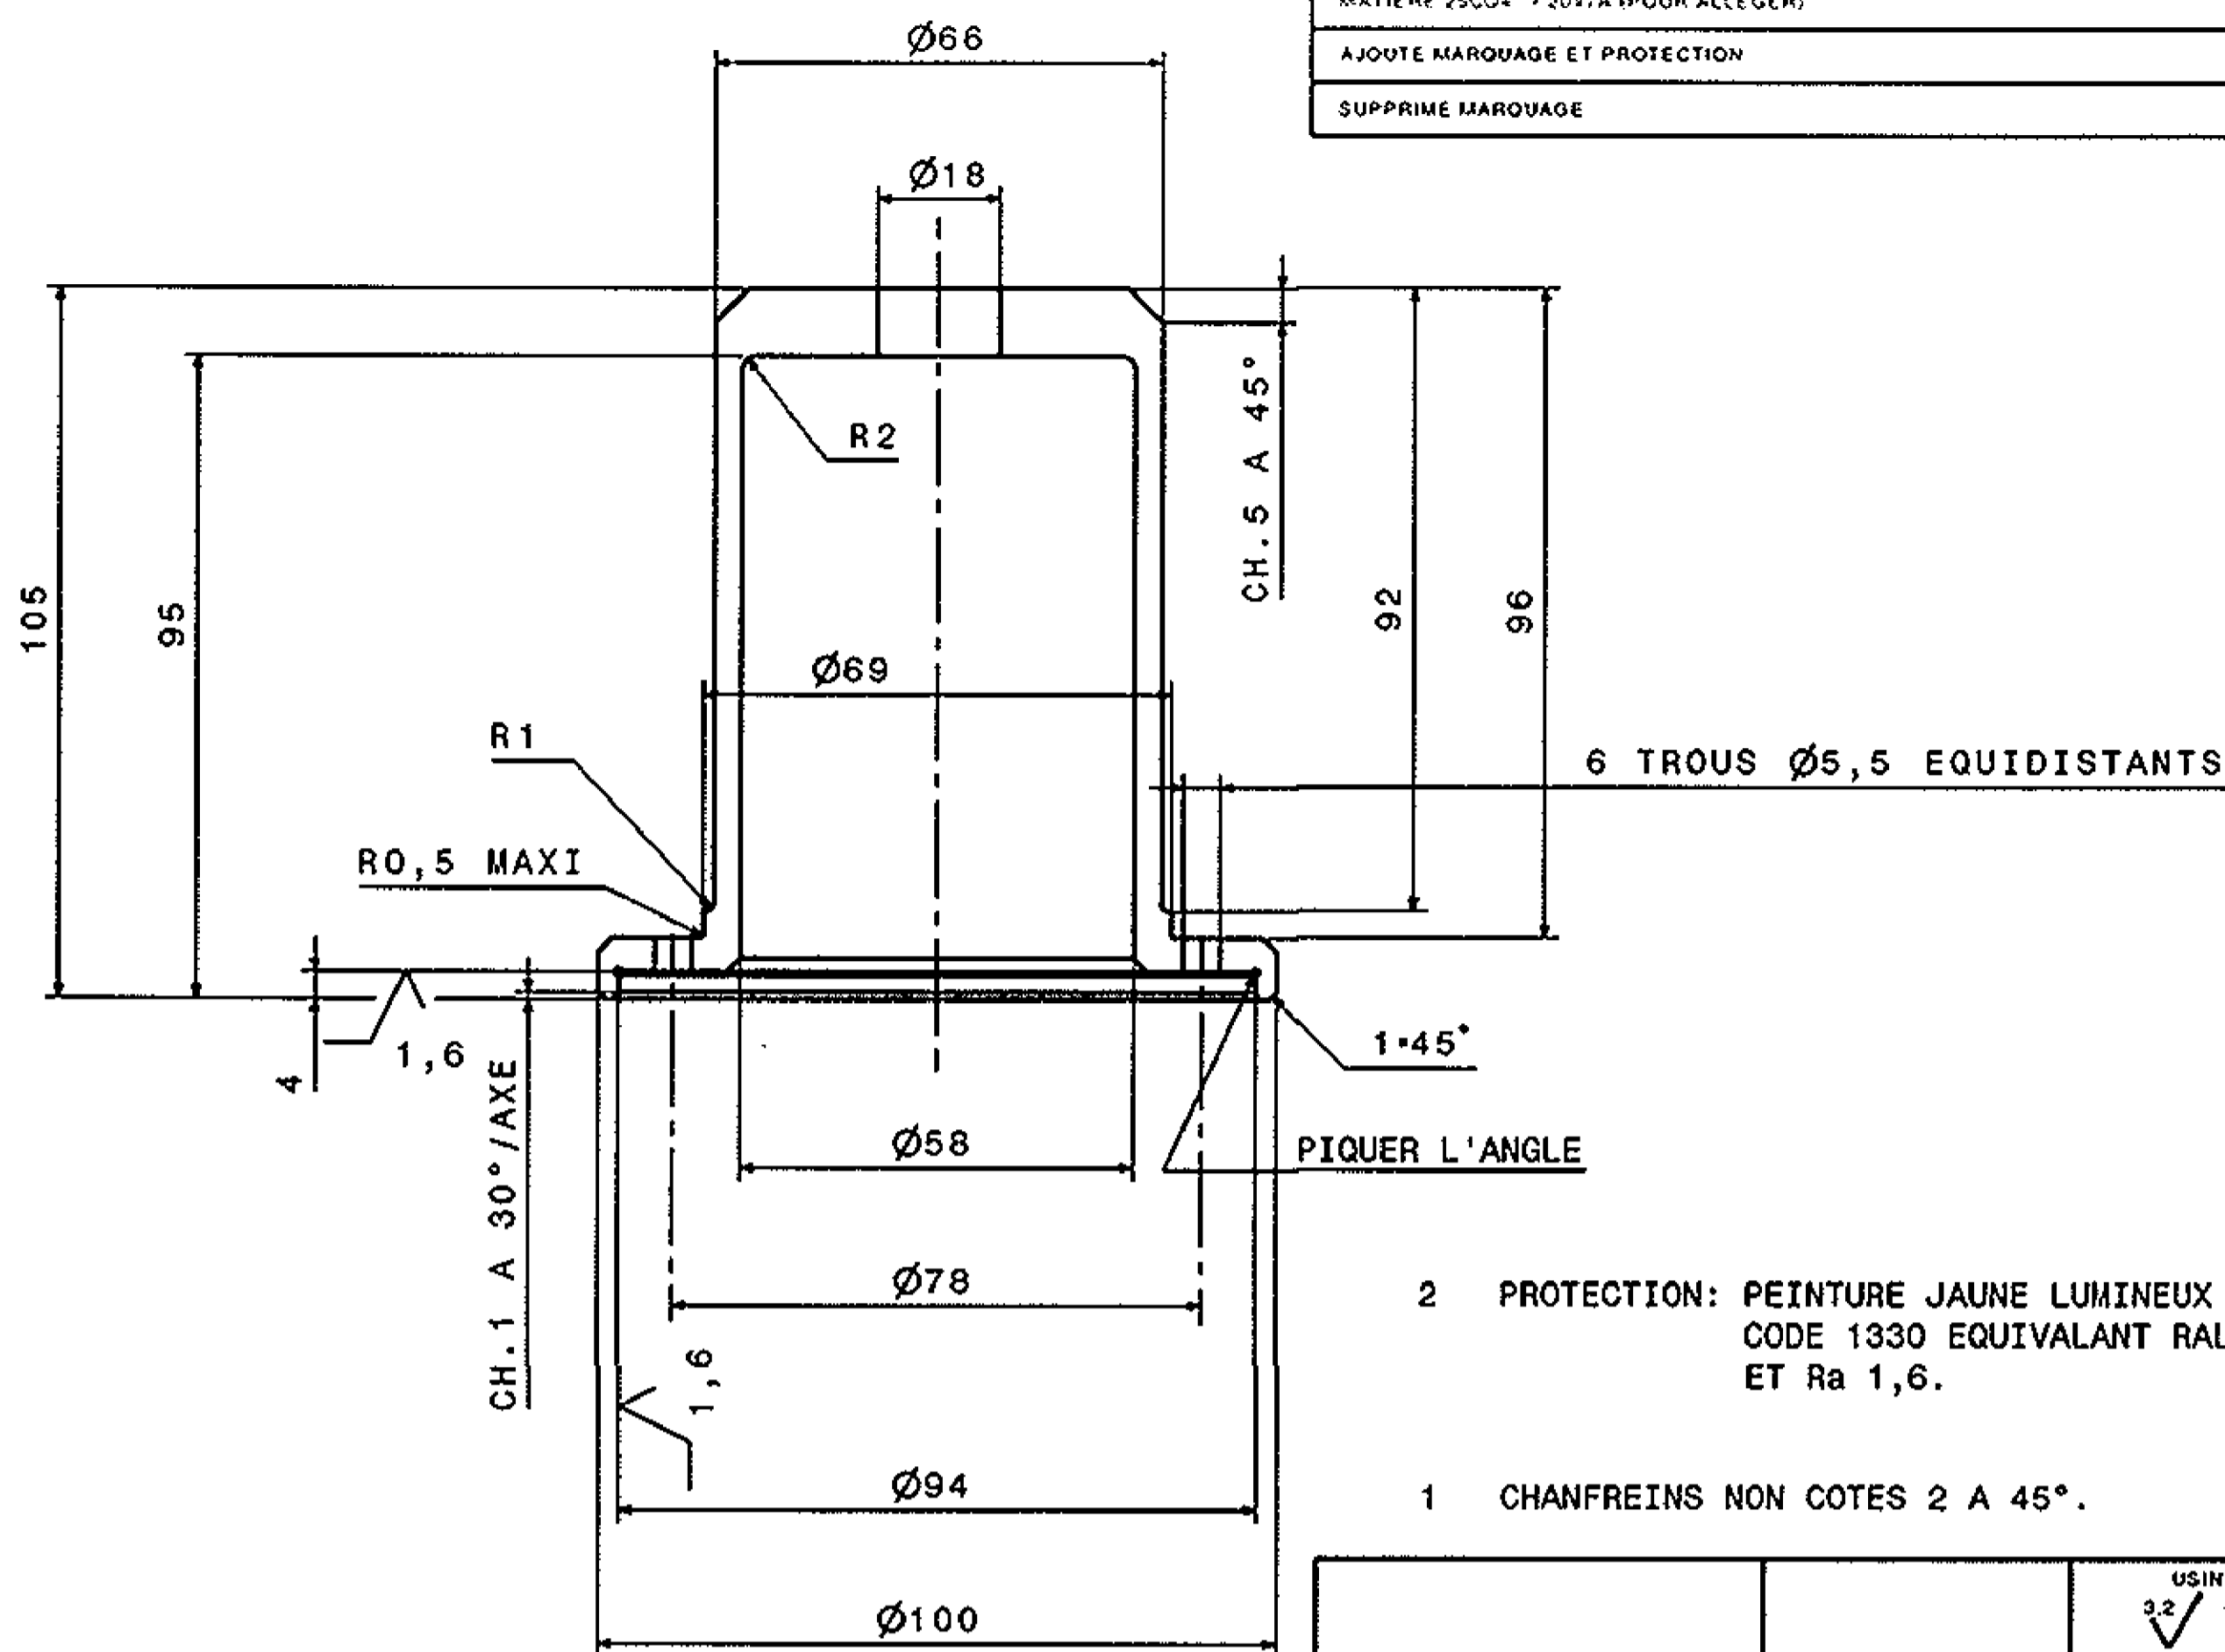 AJOUTE MARQUAGE ET PROTECTION
SUPPRIME MARQUAGE
Ø66
Ø18
CH.5 A 45°
R2
105
95
92
96
Ø69
R1
6 TROUS Ø5,5 EQUIDISTANTS
R0,5 MAXI
4
1,6
CH.1 A 30°/AXE
1*45°
Ø58
PIQUER L'ANGLE
Ø78
2 PROTECTION: PEINTURE JAUNE LUMINEUX
CODE 1330 EQUIVALANT RAL
ET Ra 1,6.
1,6
Ø94
1 CHANFREINS NON COTES 2 A 45°.
Ø100
USIN
3.2